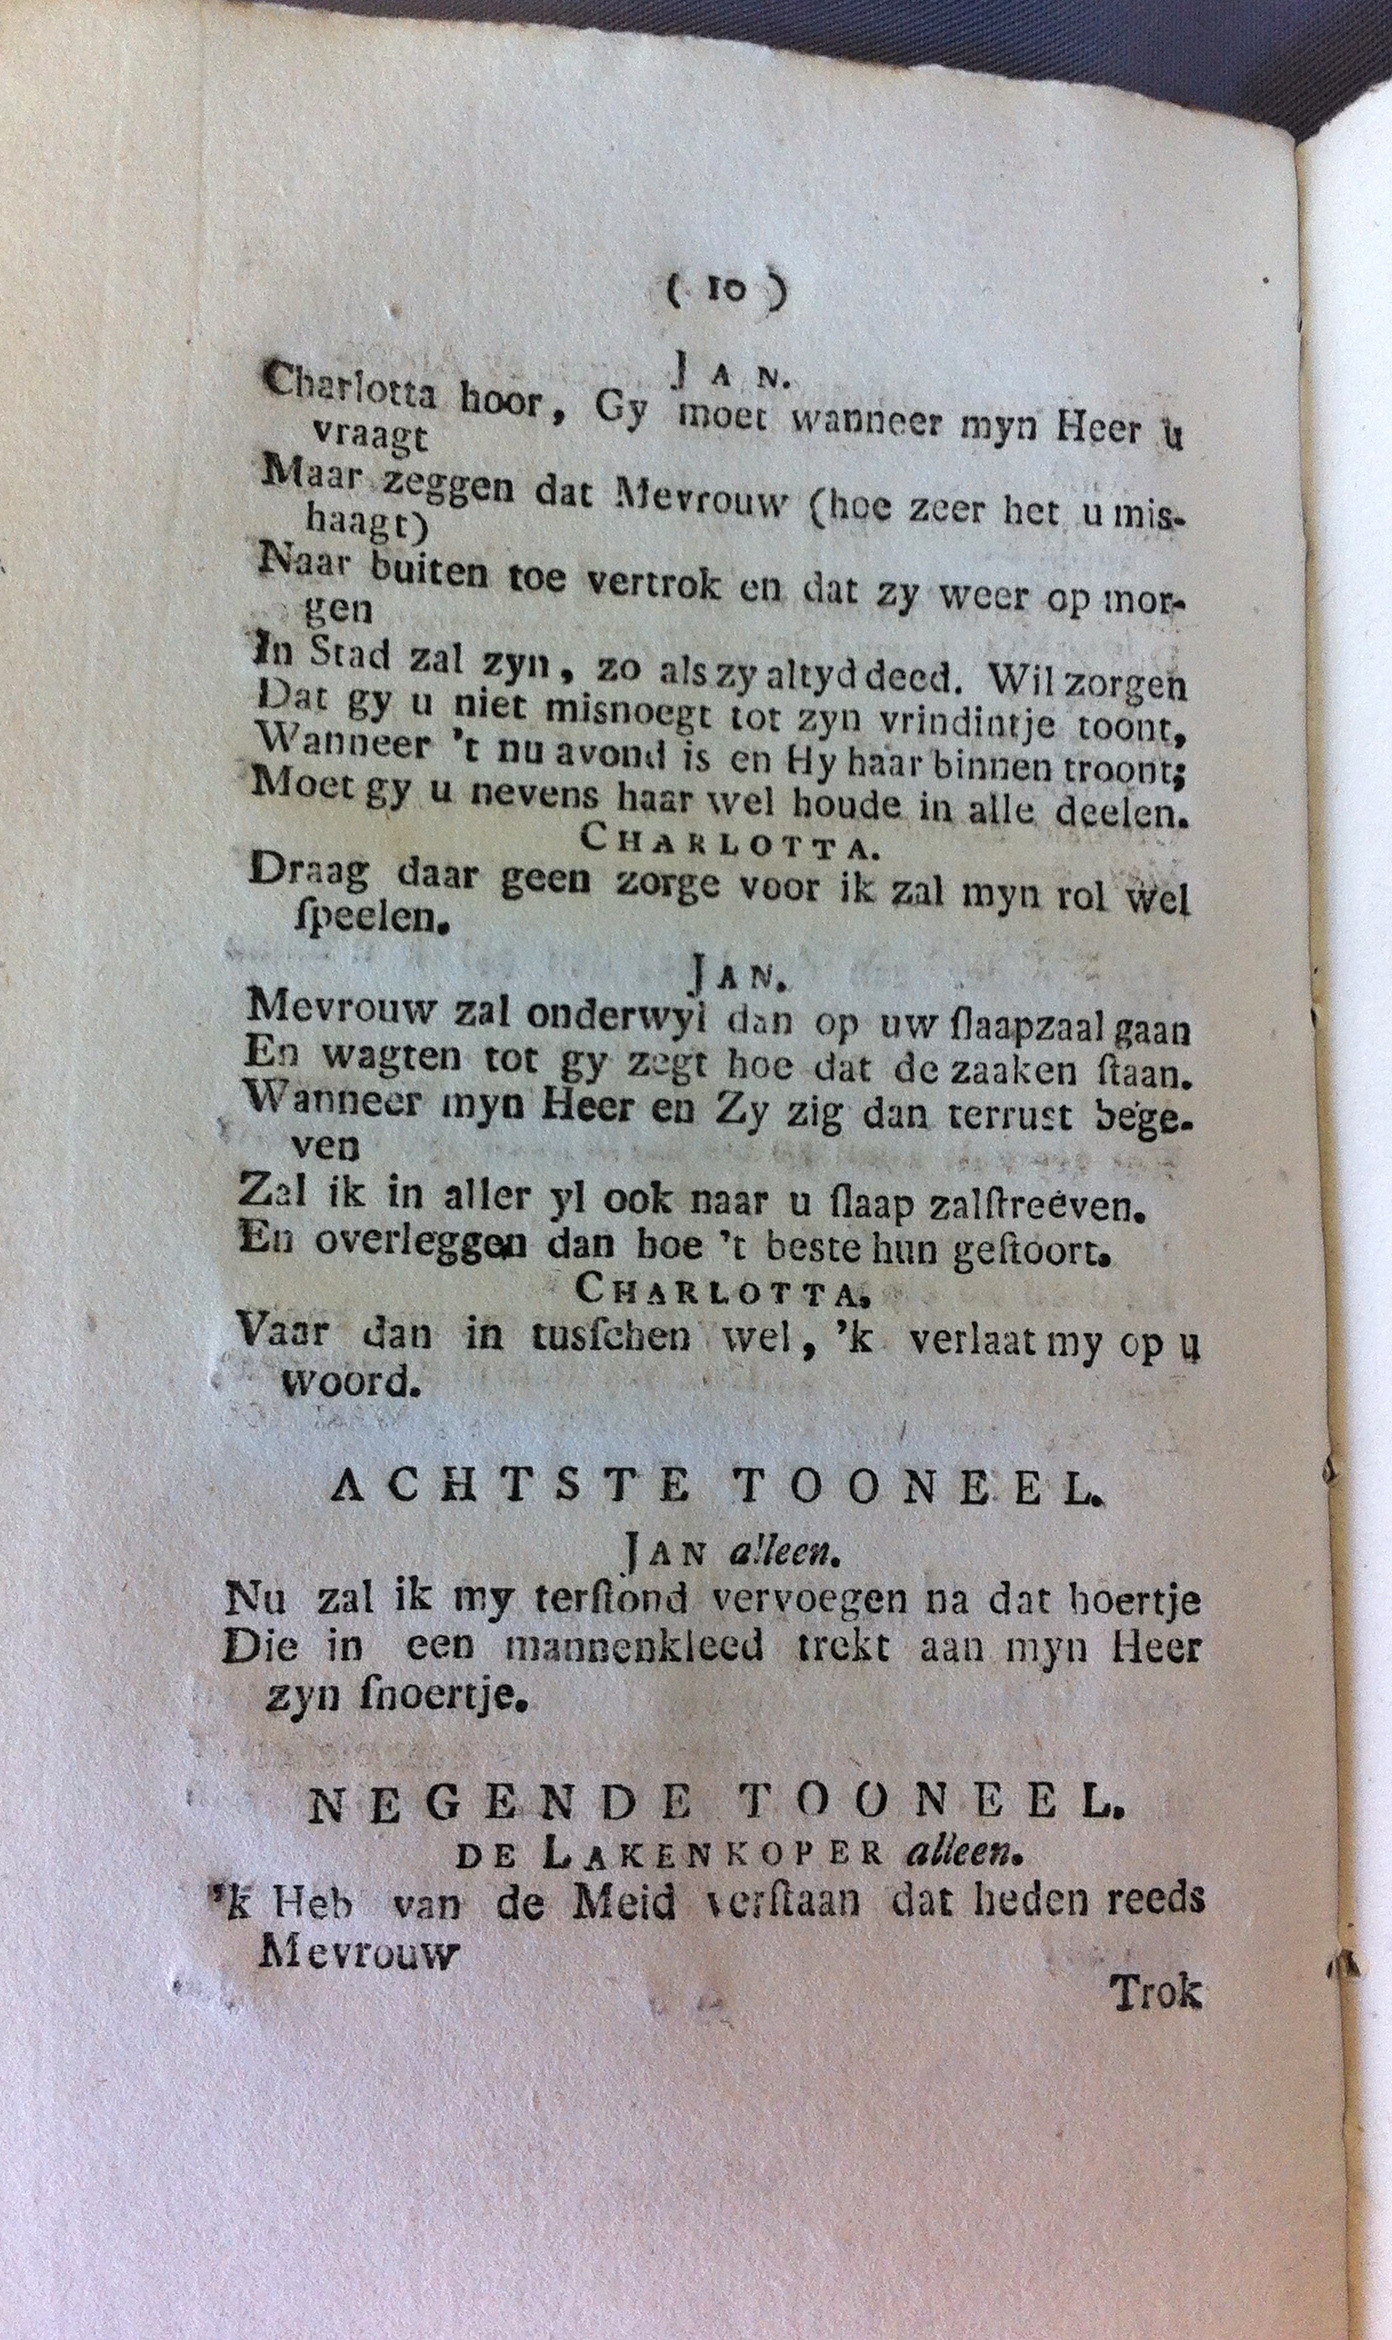 ( 10 )
JAN.
Charlotta hoor, Gy moet wanneer myn Heer u
vraagt
Maar zeggen dat Mevrouw (hoe zeer het u mis-
haagt)
Naar buiten toe vertrok en dat zy weer op mor-
gen
In Stad zal zyn, zo als zy altyd deed. Wil zorgen
Dat gy u niet misnoegt tot zyn vrindintje toont,
Wanneer 't nu avond is en Hy haar binnen troont;
Moet gy u nevens haar wel houde in alle deelen.
CHARLOTTA.
Draag daar geen zorge voor ik zal myn rol wel
ſpeelen.
JAN.
Mevrouw zal onderwyl dan op uw ſlaapzaal gaan
En wagten tot gy zegt hoe dat de zaaken ſtaan.
Wanneer myn Heer en Zy zig dan terrust bege-
ven
Zal ik in aller yl ook naar u ſlaap zalſtreeven.
En overleggen dan hoe 't beste hun geſtoort.
CHARLOTTA.
Vaar dan in tusſchen wel, 'k verlaat my op u
woord.
ACHTSTE TOONEEL.
JAN alleen.
Nu zal ik my terſtond vervoegen na dat hoertje
Die in een mannenkleed trekt aan myn Heer
zyn ſnoertje.
NEGENDE TOONEEL.
DE LAKENKOPER alleen.
'k Heb van de Meid verſtaan dat heden reeds
Mevrouw
Trok